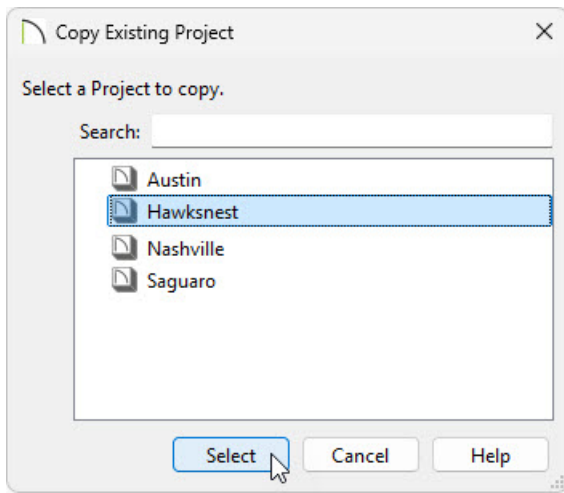 Copy Existing Project
Select a Project to copy.
Search:
Austin
Hawksnest
Nashville
Saguaro
Select Cancel Help